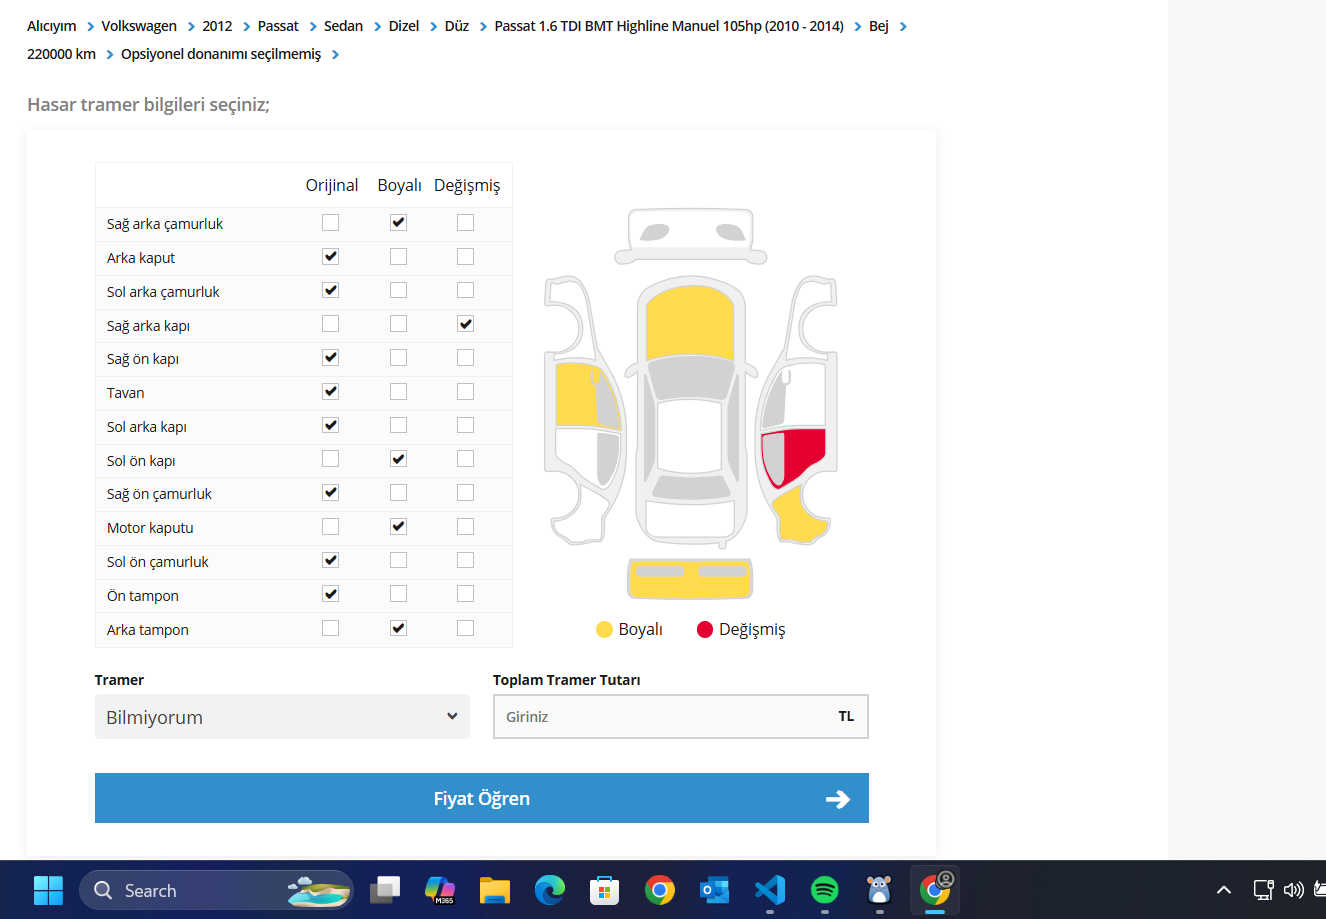 Alıcıyım > Volkswagen > 2012 > Passat > Sedan > Dizel > Düz > Passat 1.6 TDI BMT Highline Manuel 105hp (2010 - 2014) > Bej >
220000 km > Opsiyonel donanımı seçilmemiş >
Hasar tramer bilgileri seçiniz;
Orijinal Boyalı Değişmiş
Sağ arka çamurluk
Arka kaput
Sol arka çamurluk
Sağ arka kapı
Sağ ön kapı
Tavan
Sol arka kapı
Sol ön kapı
Sağ ön çamurluk
Motor kaputu
Sol ön çamurluk
Ön tampon
Arka tampon
Boyalı Değişmiş
Tramer
Bilmiyorum
Toplam Tramer Tutarı
Giriniz TL
Fiyat Öğren
Search
M365